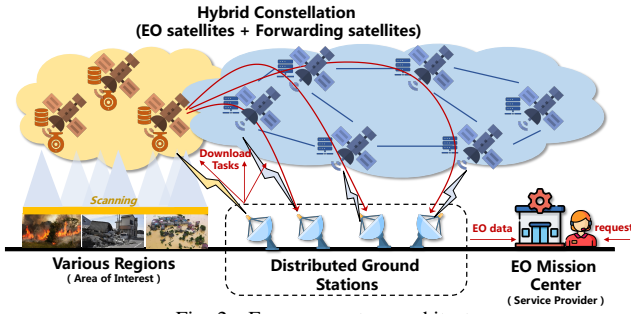 Hybrid Constellation
(EO satellites + Forwarding satellites)
Download
Tasks
Scanning
EO data
request
Various Regions
( Area of Interest )
Distributed Ground
Stations
EO Mission
Center
( Service Provider )